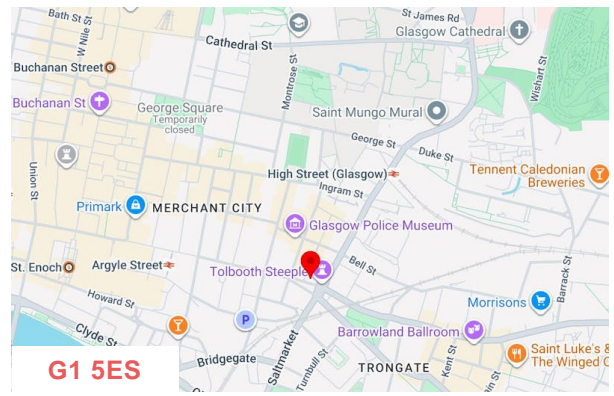 Bath St
W Nile St
Cathedral St
St James Rd
Glasgow Cathedral
Wishart St
Buchanan Street
Montrose St
Buchanan St
George Square
Temporarily
closed
Saint Mungo Mural
George St
Duke St
Union St
High Street (Glasgow)
Ingram St
Tennent Caledonian
Breweries
Primark
MERCHANT CITY
Glasgow Police Museum
St. Enoch
Argyle Street
Tolbooth Steeple
Bell St
Barrack St
Howard St
Morrisons
P
Clyde St
Saltmarket
Barrowland Ballroom
Bridgegate
Turnbull St
Kent St
Saint Luke's &
The Winged O
TRONGATE
G1 5ES